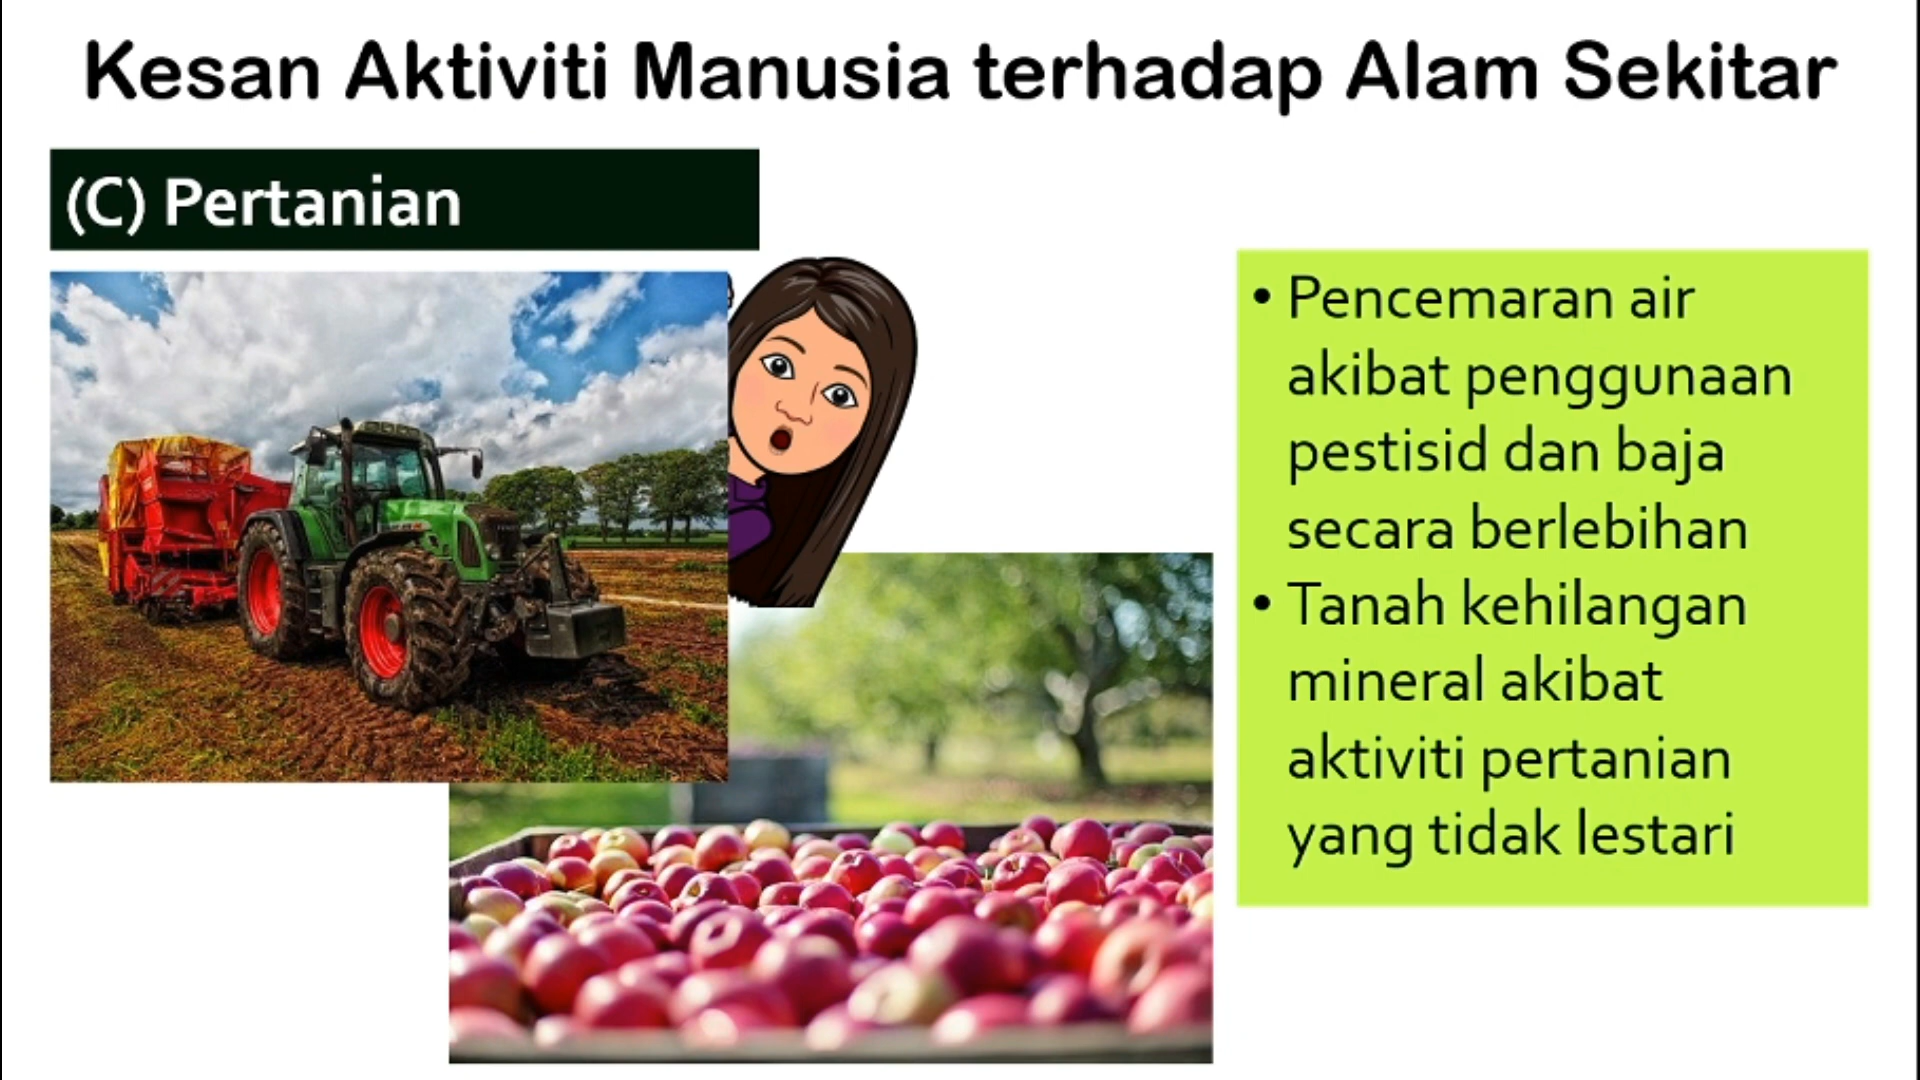 Kesan Aktiviti Manusia terhadap Alam Sekitar
(C) Pertanian
• Pencemaran air
akibat penggunaan
pestisid dan baja
secara berlebihan
• Tanah kehilangan
mineral akibat
aktiviti pertanian
yang tidak lestari